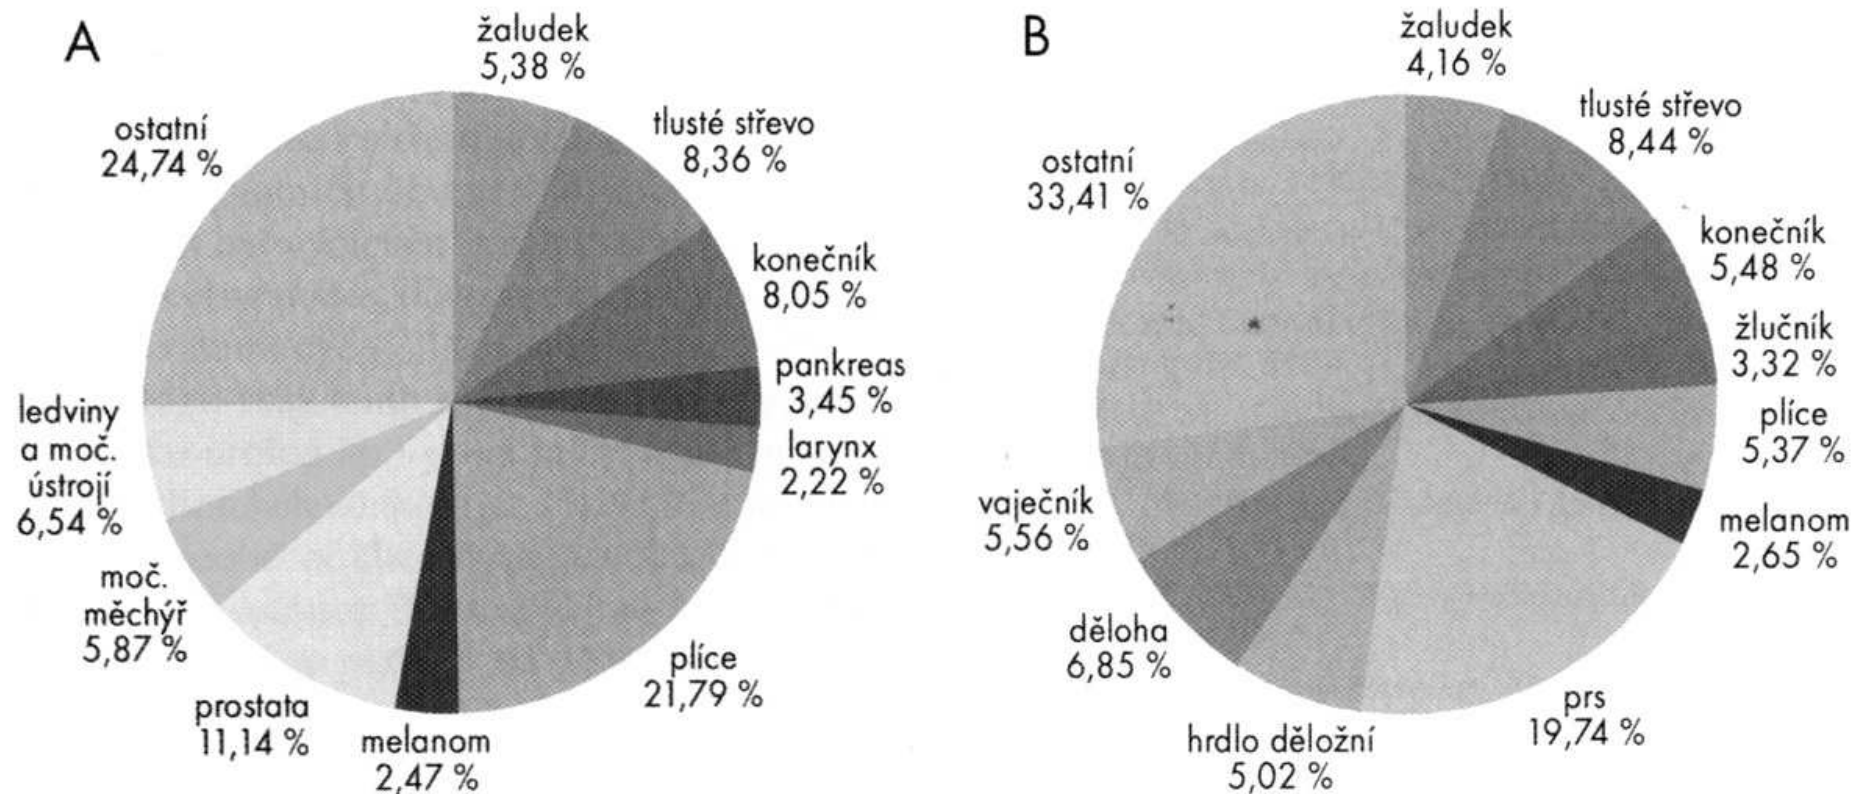 A
žaludek
5,38 %
tlusté střevo
8,36 %
konečník
8,05 %
pankreas
3,45 %
larynx
2,22 %
plíce
21,79 %
melanom
2,47 %
prostata
11,14 %
moč.
měchýř
5,87 %
ledviny
a moč.
ústrojí
6,54 %
ostatní
24,74 %
B
žaludek
4,16 %
tlusté střevo
8,44 %
konečník
5,48 %
žlučník
3,32 %
plíce
5,37 %
melanom
2,65 %
prs
19,74 %
hrdlo děložní
5,02 %
děloha
6,85 %
vaječník
5,56 %
ostatní
33,41 %